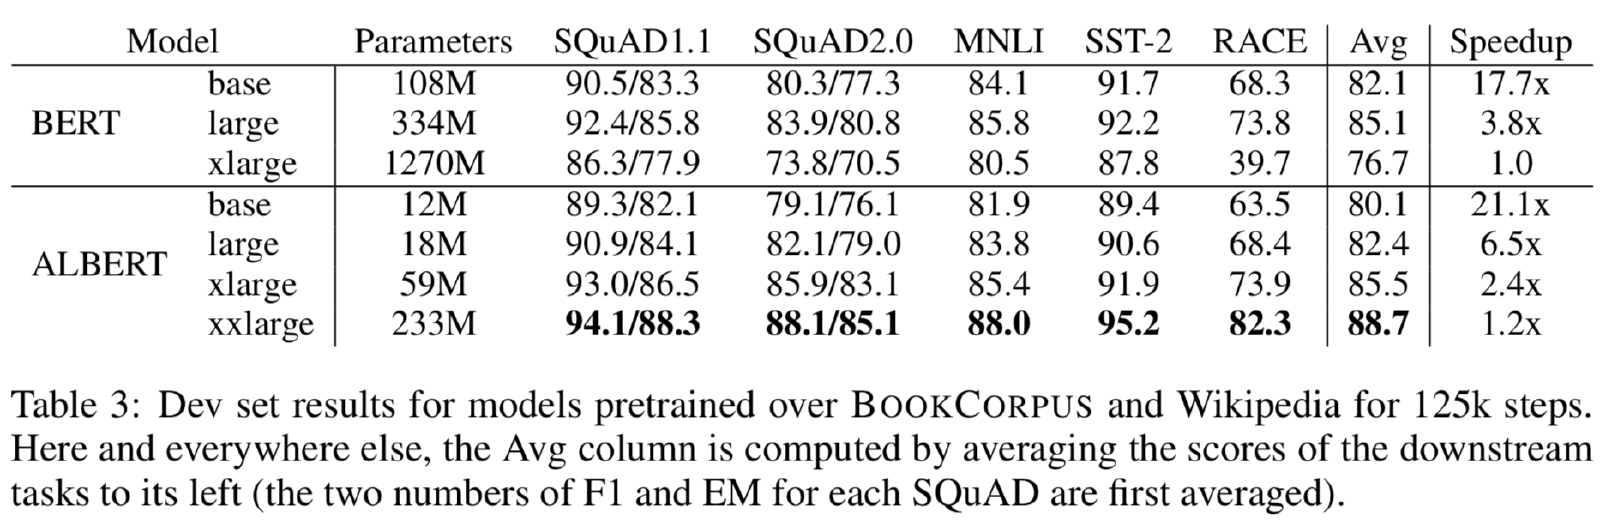 Model Parameters SQuAD1.1 SQuAD2.0 MNLI SST-2 RACE Avg Speedup
base 108M 90.5/83.3 80.3/77.3 84.1 91.7 68.3 82.1 17.7x
BERT large 334M 92.4/85.8 83.9/80.8 85.8 92.2 73.8 85.1 3.8x
xlarge 1270M 86.3/77.9 73.8/70.5 80.5 87.8 39.7 76.7 1.0
base 12M 89.3/82.1 79.1/76.1 81.9 89.4 63.5 80.1 21.1x
large 18M 90.9/84.1 82.1/79.0 83.8 90.6 68.4 82.4 6.5x
ALBERT
xlarge 59M 93.0/86.5 85.9/83.1 85.4 91.9 73.9 85.5 2.4x
xxlarge 233M 94.1/88.3 88.1/85.1 88.0 95.2 82.3 88.7 1.2x
Table 3: Dev set results for models pretrained over BOOKCORPUS and Wikipedia for 125k steps.
Here and everywhere else, the Avg column is computed by averaging the scores of the downstream
tasks to its left (the two numbers of F1 and EM for each SQuAD are first averaged).